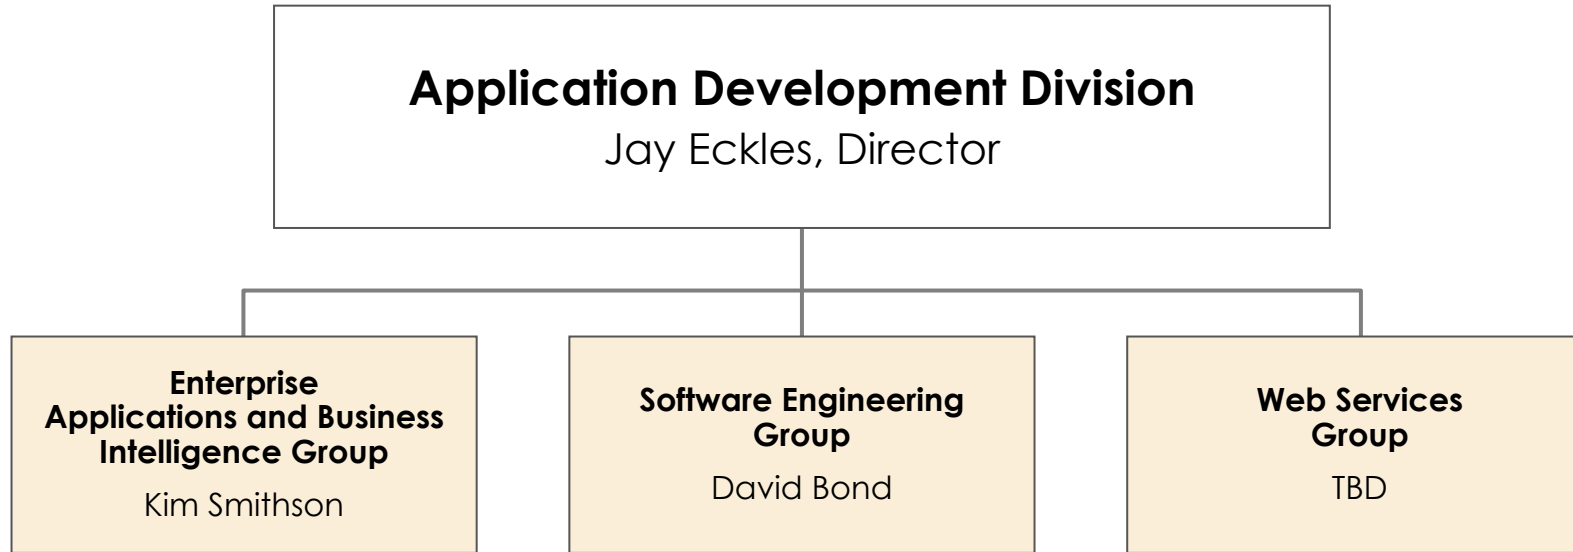 Application Development Division
Jay Eckles, Director
Enterprise
Applications and Business
Intelligence Group
Kim Smithson
Software Engineering
Group
David Bond
Web Services
Group
TBD